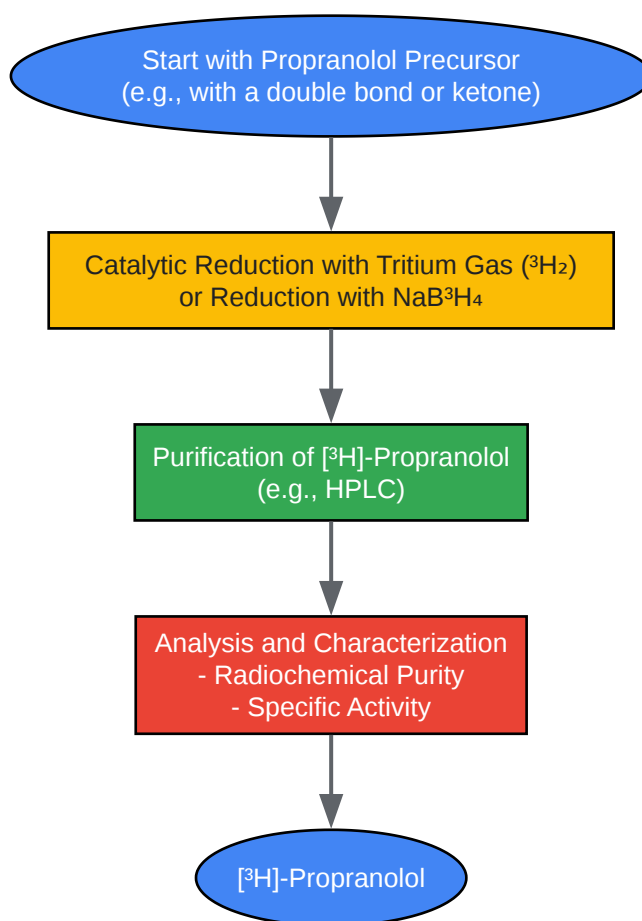 Start with Propranolol Precursor
(e.g., with a double bond or ketone)
Catalytic Reduction with Tritium Gas (³H₂)
or Reduction with NaB³H₄
Purification of [³H]-Propranolol
(e.g., HPLC)
Analysis and Characterization
- Radiochemical Purity
- Specific Activity
[³H]-Propranolol